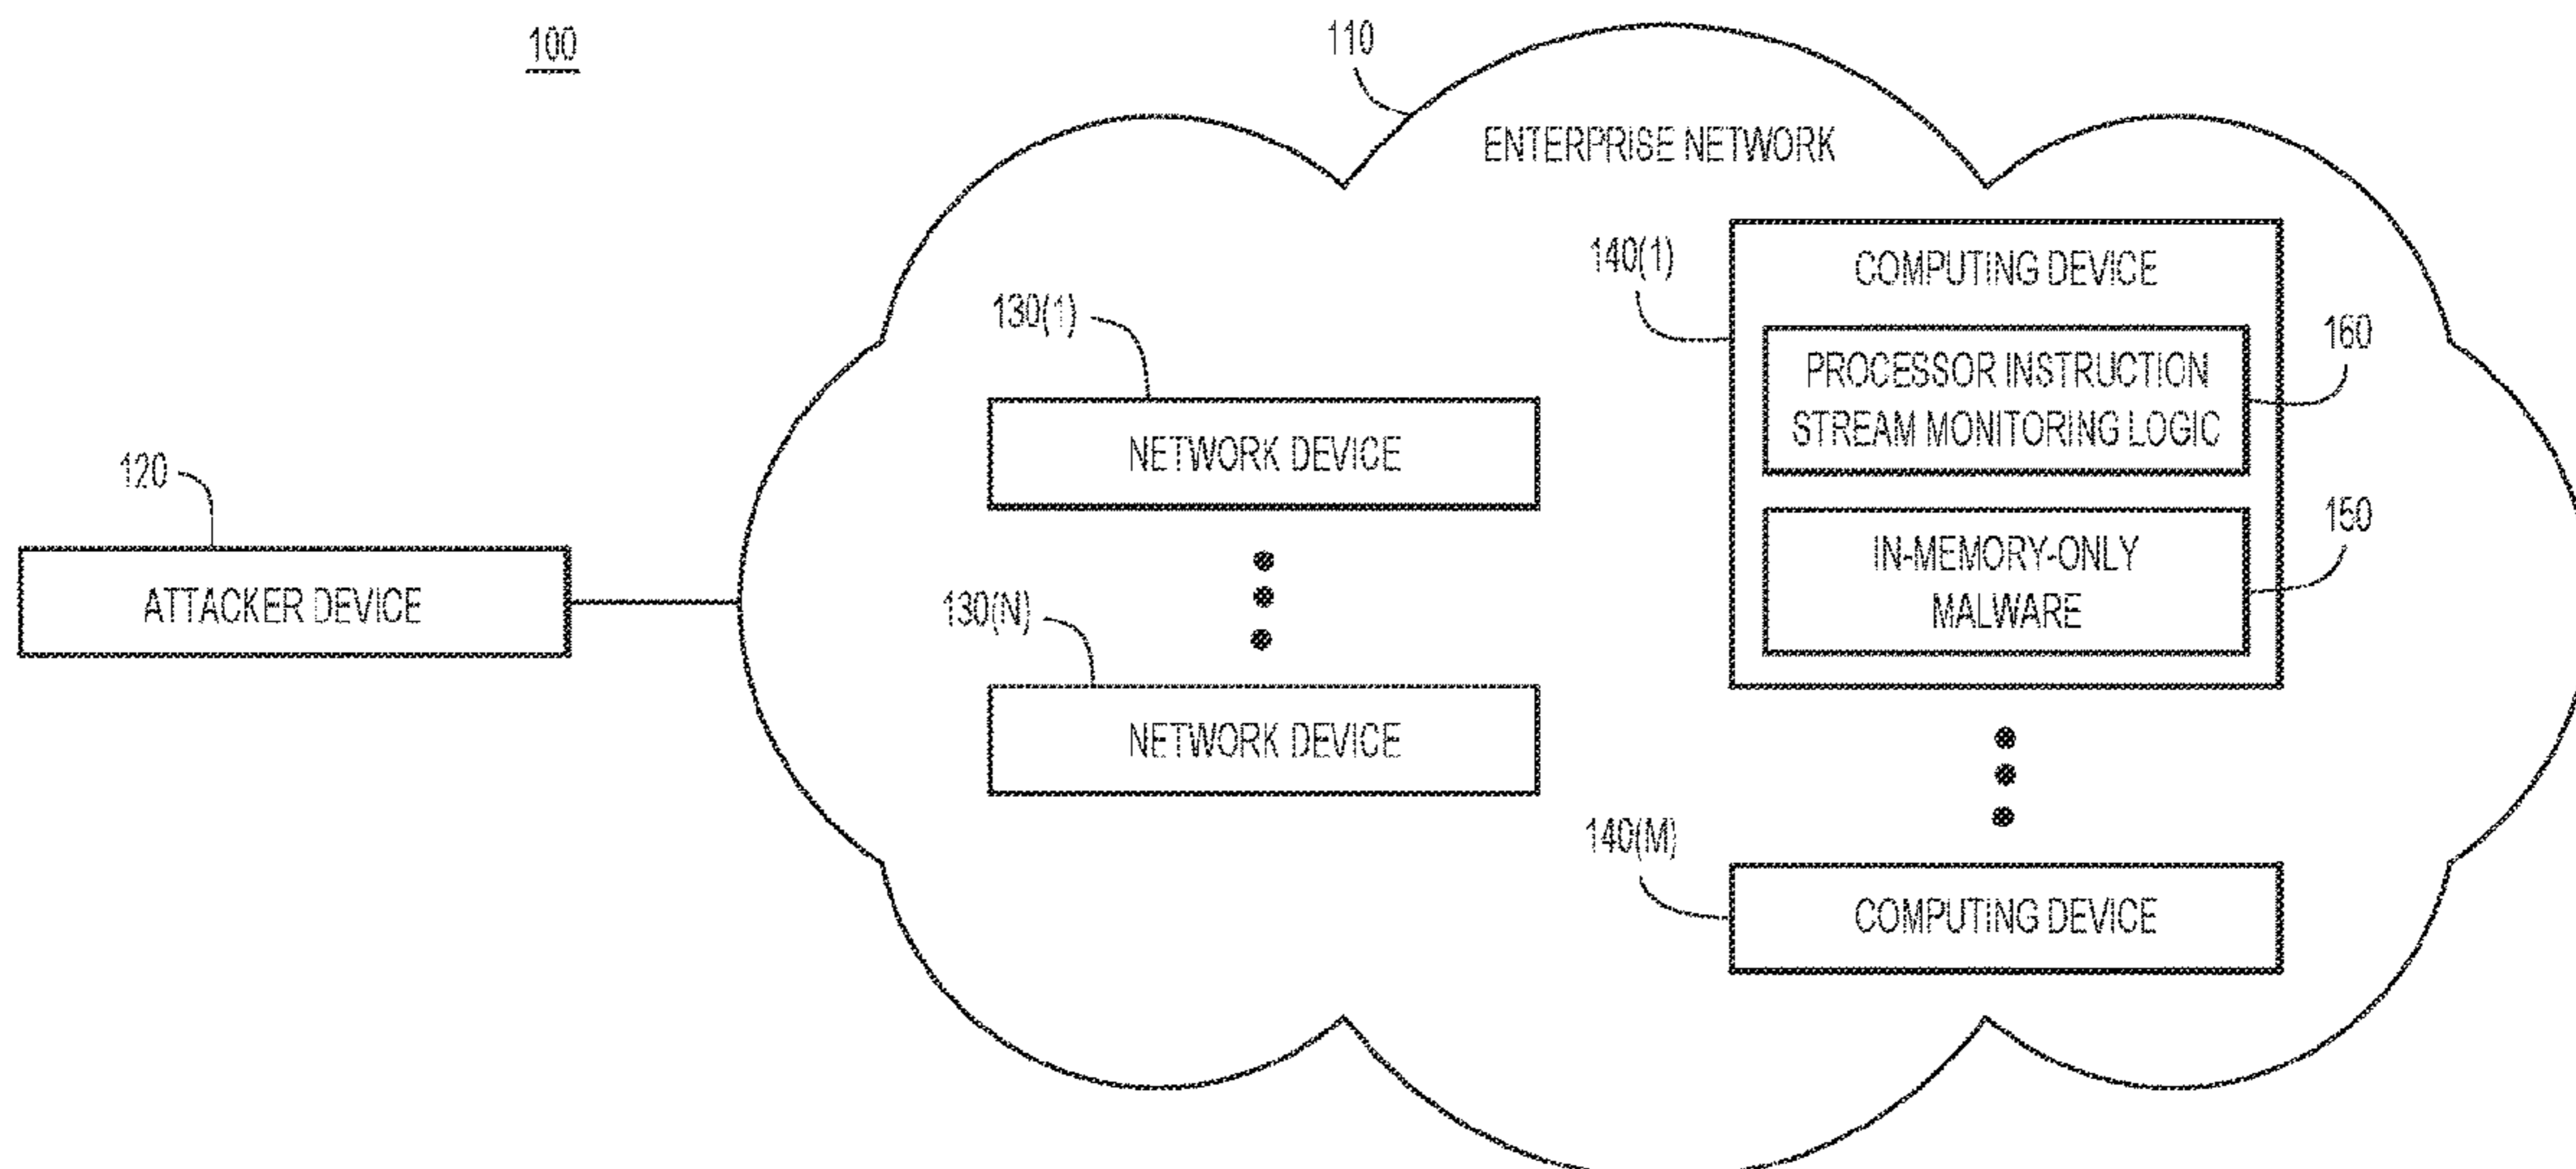 100
110
ENTERPRISE NETWORK
120
ATTACKER DEVICE
130(1)
NETWORK DEVICE
130(N)
NETWORK DEVICE
140(1)
COMPUTING DEVICE
160
PROCESSOR INSTRUCTION
STREAM MONITORING LOGIC
150
IN-MEMORY-ONLY
MALWARE
140(M)
COMPUTING DEVICE